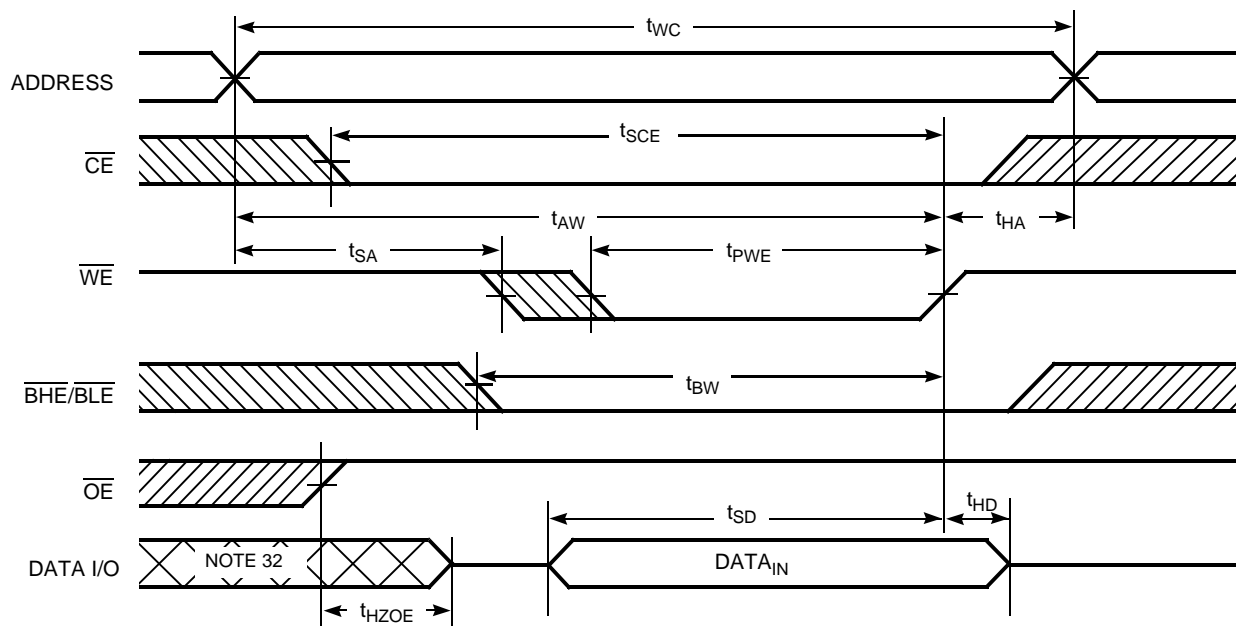 tWC
ADDRESS
tSCE
CE
tAW
tHA
tSA
tPWE
WE
tBW
BHE/BLE
OE
tSD
tHD
DATA I/O
NOTE 32
DATAIN
tHZOE